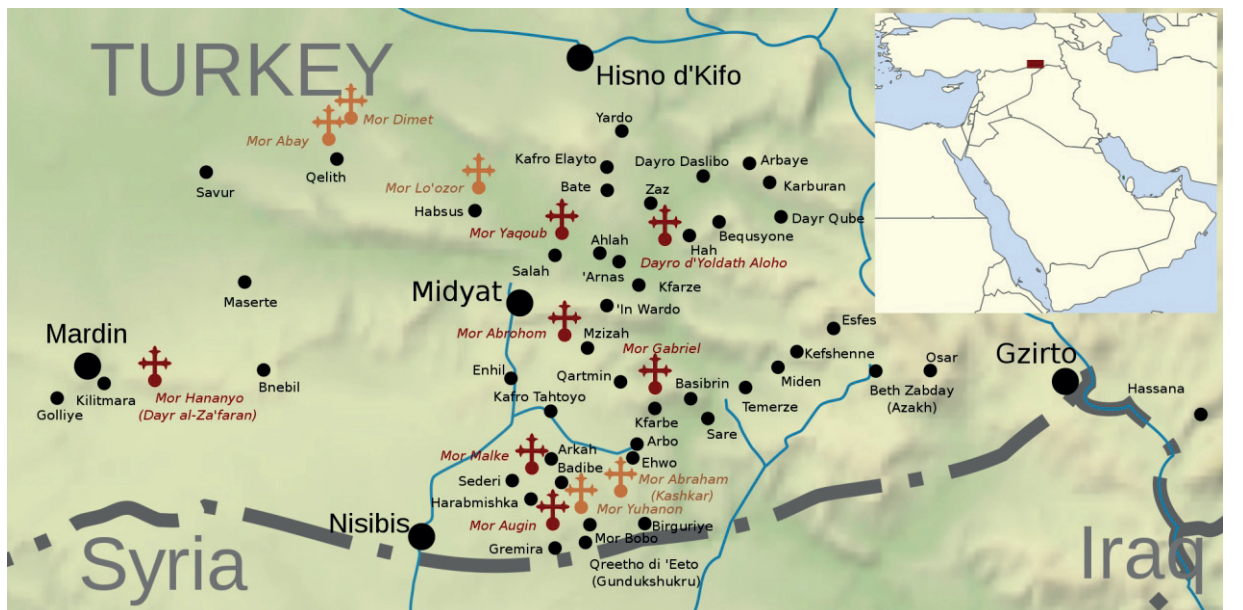 TURKEY
Hisno d'Kifo
Mor Dimet
Mor Abay
Yardo
Qelith
Savur
Kafro Elayto
Dayro Daslibo
Arbaye
Mor Lo'ozor
Bate
Zaz
Karburan
Habsus
Mor Yaqoub
Dayr Qube
Bequsyone
Ahlah
Hah
Dayro d'Yoldath Aloho
Salah
'Arnas
Kfarze
Maserte
Midyat
'In Wardo
Esfes
Mardin
Mor Abrohom
Mzizah
Mor Gabriel
Kefshenne
Osar
Gzirto
Enhil
Qartmin
Basibrin
Miden
Bnebil
Kilitmara
Golliye
Mor Hananyo
(Dayr al-Za'faran)
Kafro Tahtoyo
Temerze
Beth Zabday
(Azakh)
Hassana
Kfarbe
Sare
Arbo
Mor Malke
Arkah
Badibe
Ehwo
Sederi
Mor Abraham
(Kashkar)
Harabmishka
Mor Yuhanon
Nisibis
Mor Augin
Birguriye
Mor Bobo
Gremira
Qreetho di 'Eeto
(Gundukshukru)
Syria
Iraq